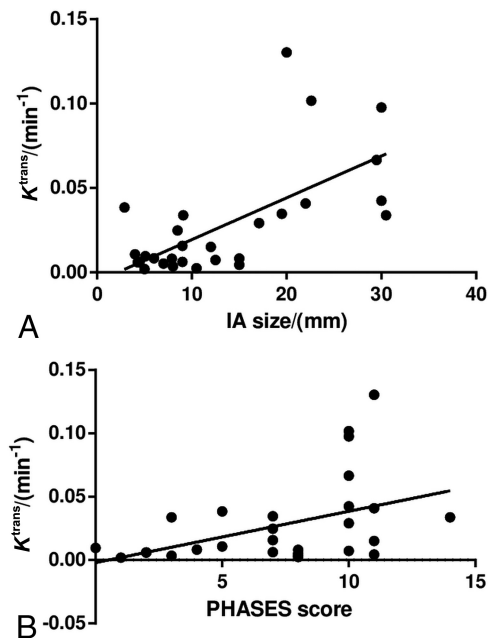 0.15
0.10
0.05
0.00
K^trans/(min^-1)
0 10 20 30 40
IA size/(mm)
A
0.15
0.10
0.05
0.00
-0.05
K^trans/(min^-1)
5 10 15
PHASES score
B